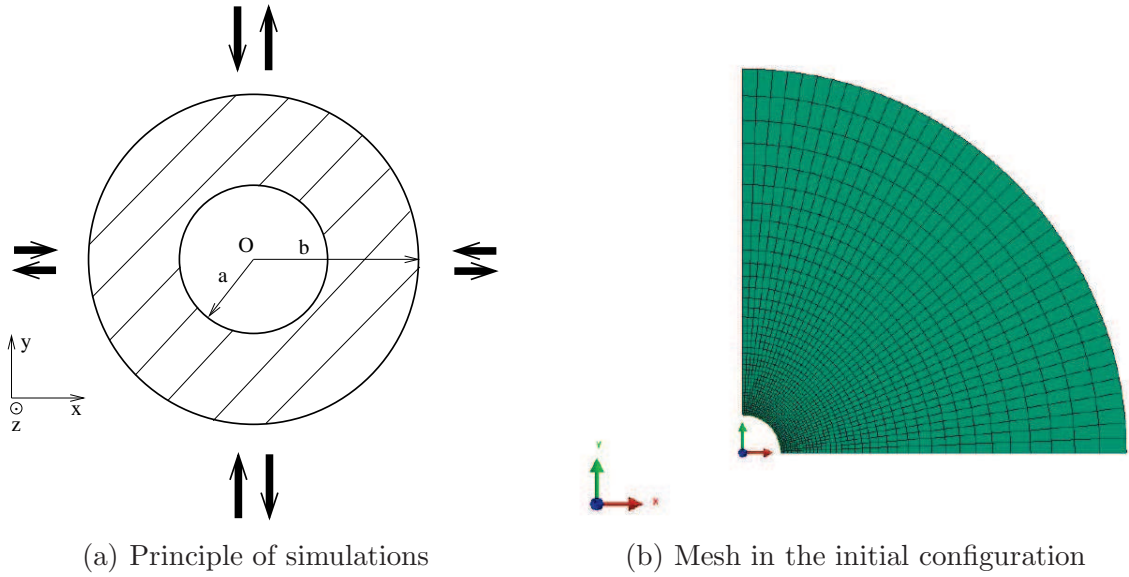 O
b
a
y
x
z
Y
X
(a) Principle of simulations
(b) Mesh in the initial configuration